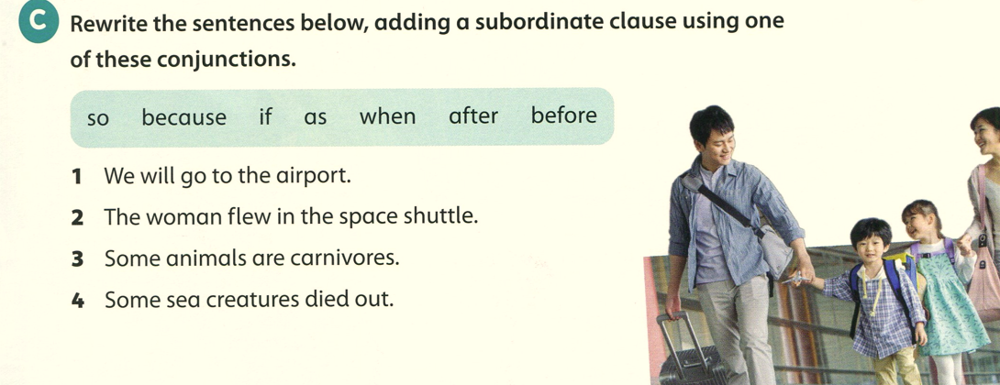 C
Rewrite the sentences below, adding a subordinate clause using one
of these conjunctions.
so because if as when after before
1 We will go to the airport.
2 The woman flew in the space shuttle.
3 Some animals are carnivores.
4 Some sea creatures died out.